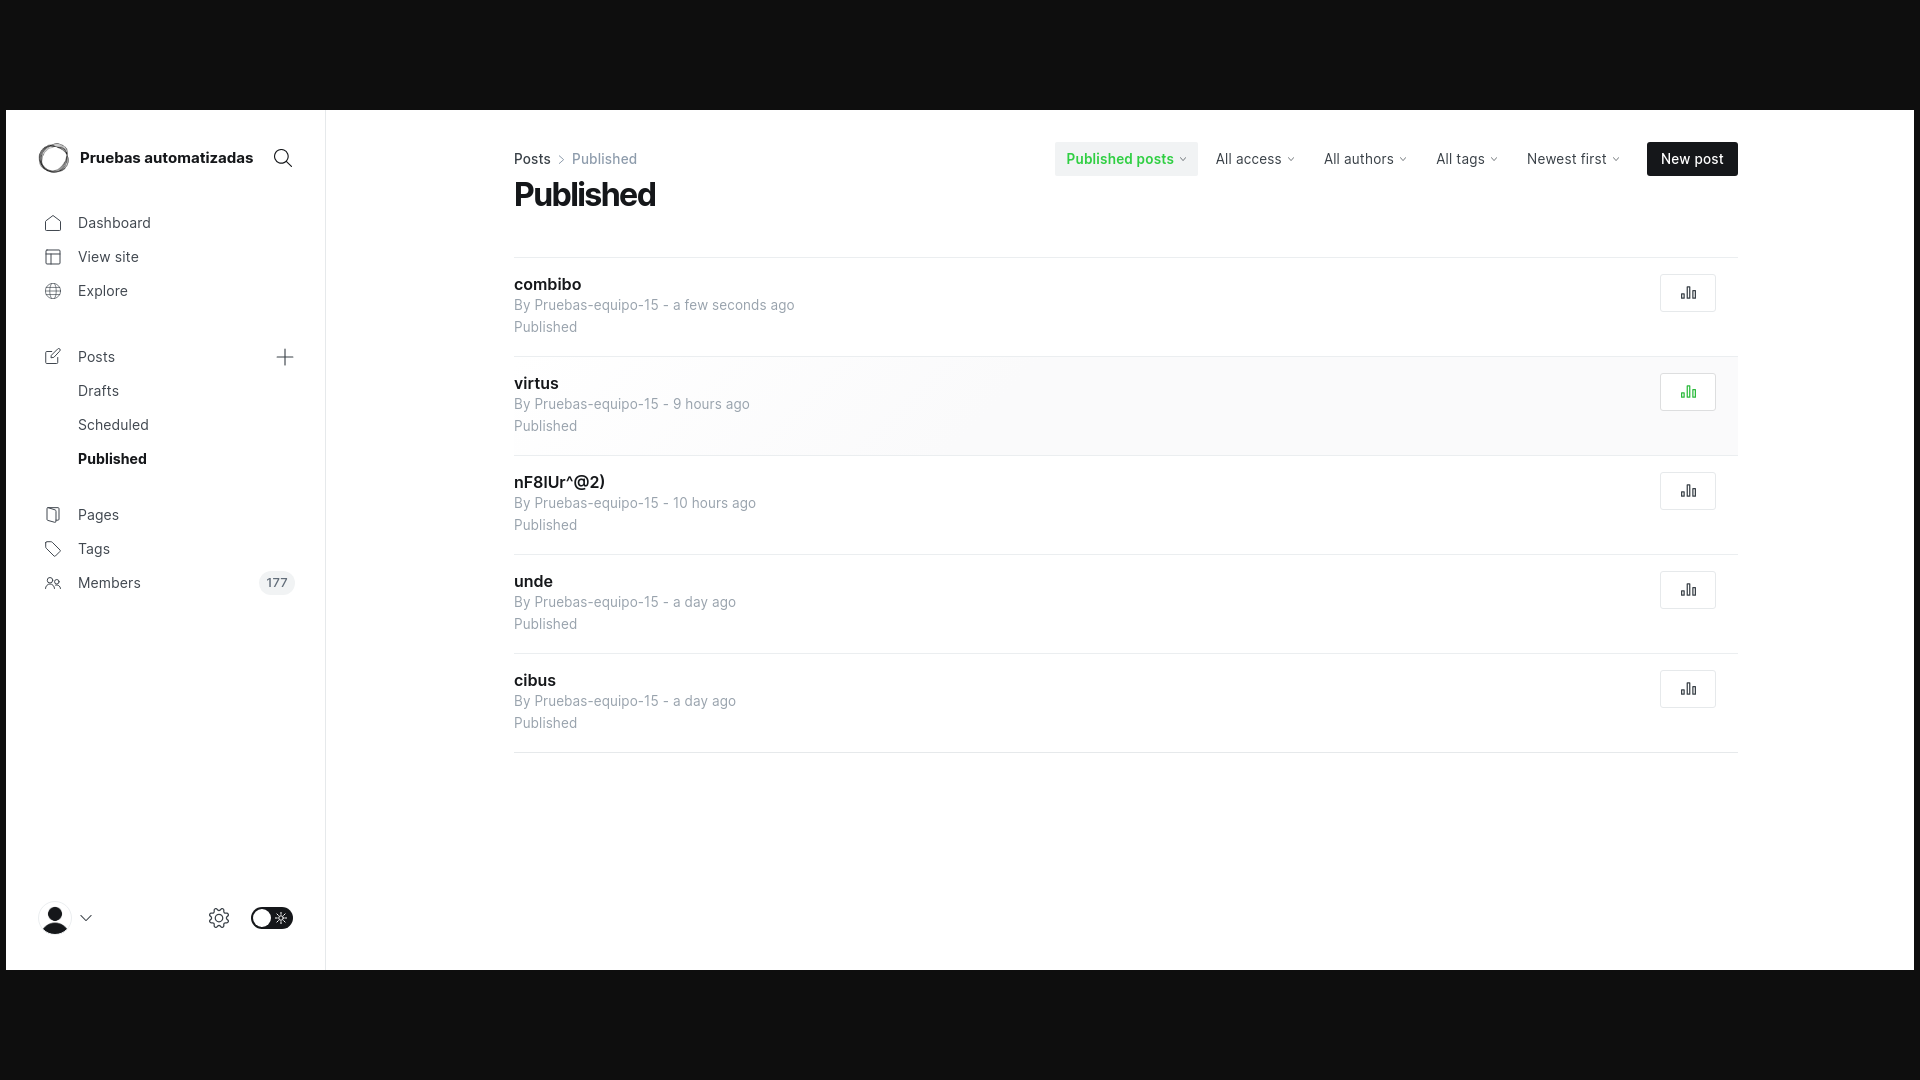 Pruebas automatizadas
Dashboard
View site
Explore
Posts
Drafts
Scheduled
Published
Pages
Tags
Members 177
Posts > Published
Published posts All access All authors All tags Newest first New post
Published
combibo
By Pruebas-equipo-15 - a few seconds ago
Published
virtus
By Pruebas-equipo-15 - 9 hours ago
Published
nF8IUr^@2)
By Pruebas-equipo-15 - 10 hours ago
Published
unde
By Pruebas-equipo-15 - a day ago
Published
cibus
By Pruebas-equipo-15 - a day ago
Published